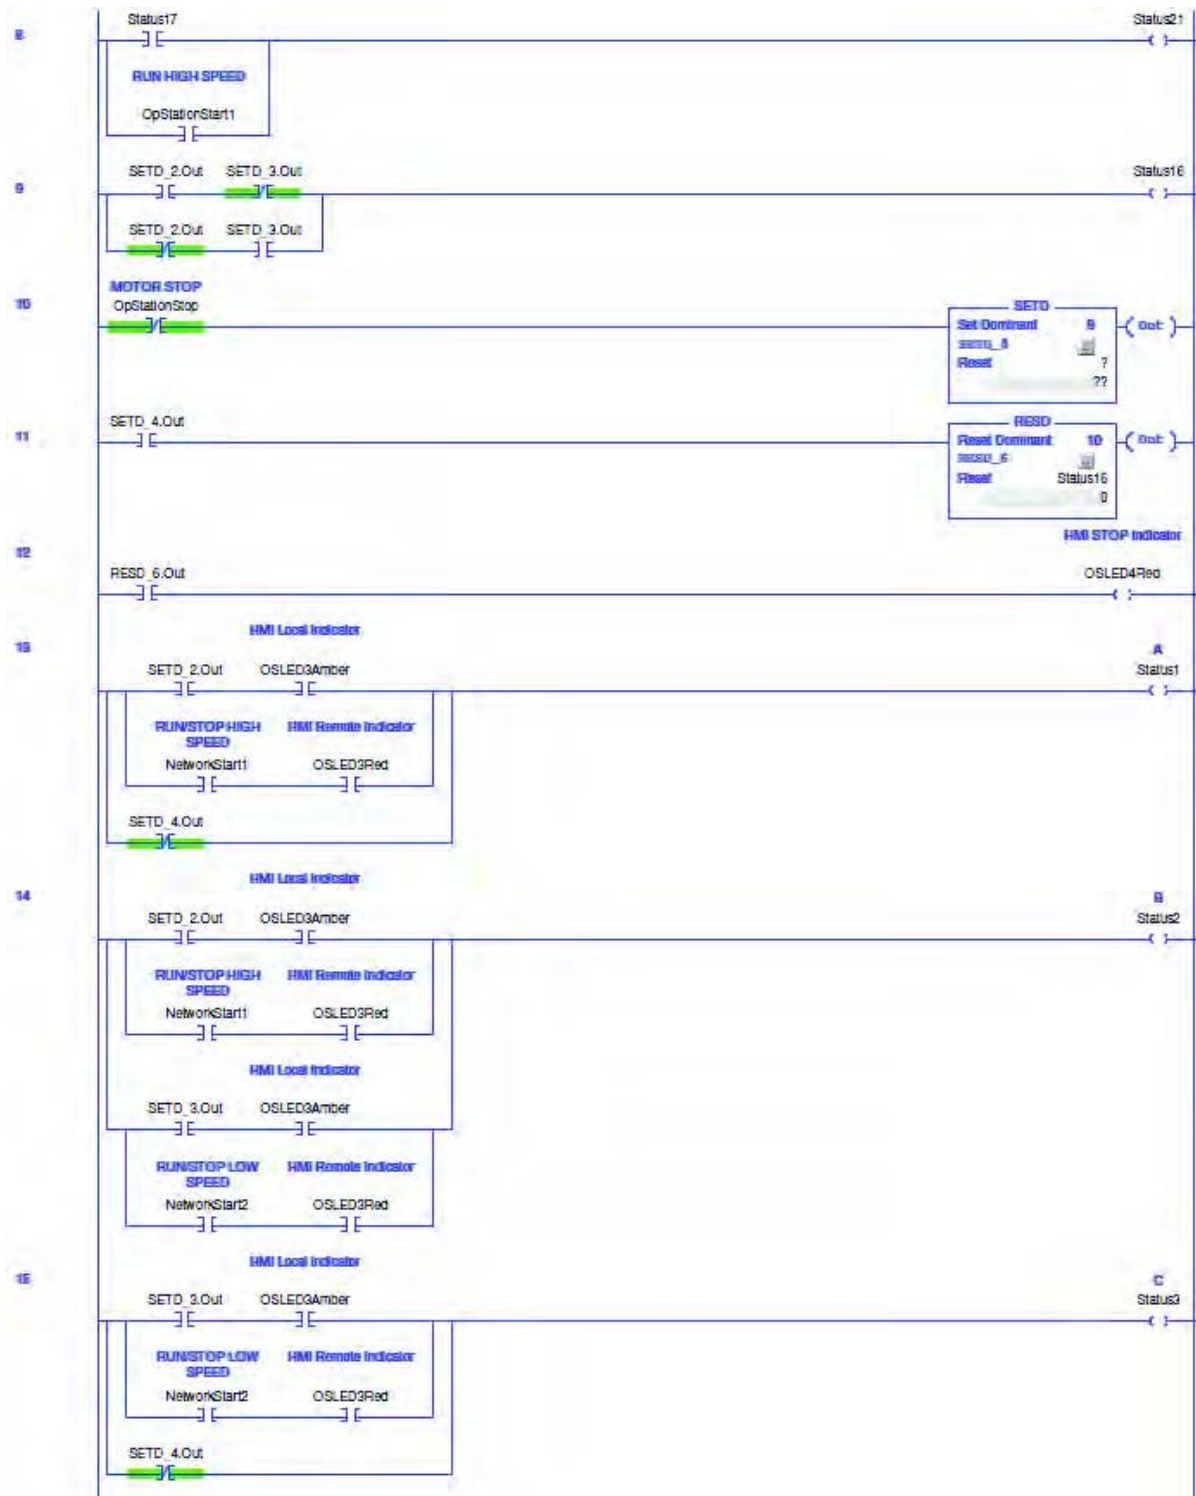 8
Status17
Status21
RUN HIGH SPEED
OpStationStart1
9
SETD_2.Out
SETD_3.Out
Status16
SETD_2.Out
SETD_3.Out
10
MOTOR STOP
OpStationStop
SETD
Set Dominant 9
Out
Reset ?
??
11
SETD_4.Out
RESD
Reset Dominant 10
Out
RESD_6
Reset Status16
0
12
HMI STOP Indicator
RESD_6.Out
OSLED4Red
13
HMI Local Indicator
A
SETD_2.Out
OSLED3Amber
Status1
RUN/STOP HIGH SPEED
HMI Remote Indicator
NetworkStart1
OSLED3Red
SETD_4.Out
14
HMI Local Indicator
B
SETD_2.Out
OSLED3Amber
Status2
RUN/STOP HIGH SPEED
HMI Remote Indicator
NetworkStart1
OSLED3Red
HMI Local Indicator
SETD_3.Out
OSLED3Amber
RUN/STOP LOW SPEED
HMI Remote Indicator
NetworkStart2
OSLED3Red
15
HMI Local Indicator
C
SETD_3.Out
OSLED3Amber
Status3
RUN/STOP LOW SPEED
HMI Remote Indicator
NetworkStart2
OSLED3Red
SETD_4.Out